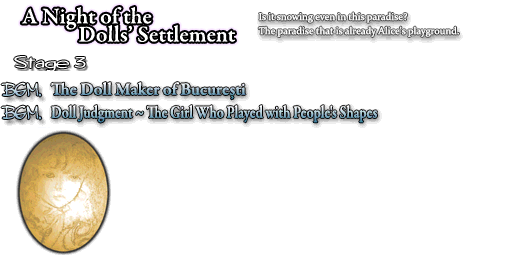 A Night of the
Dolls' Settlement
Is it snowing even in this paradise?
The paradise that is already Alice's playground.
Stage 3
BGM. The Doll Maker of Bucureşti
BGM. Doll Judgment ~ The Girl Who Played with People's Shapes